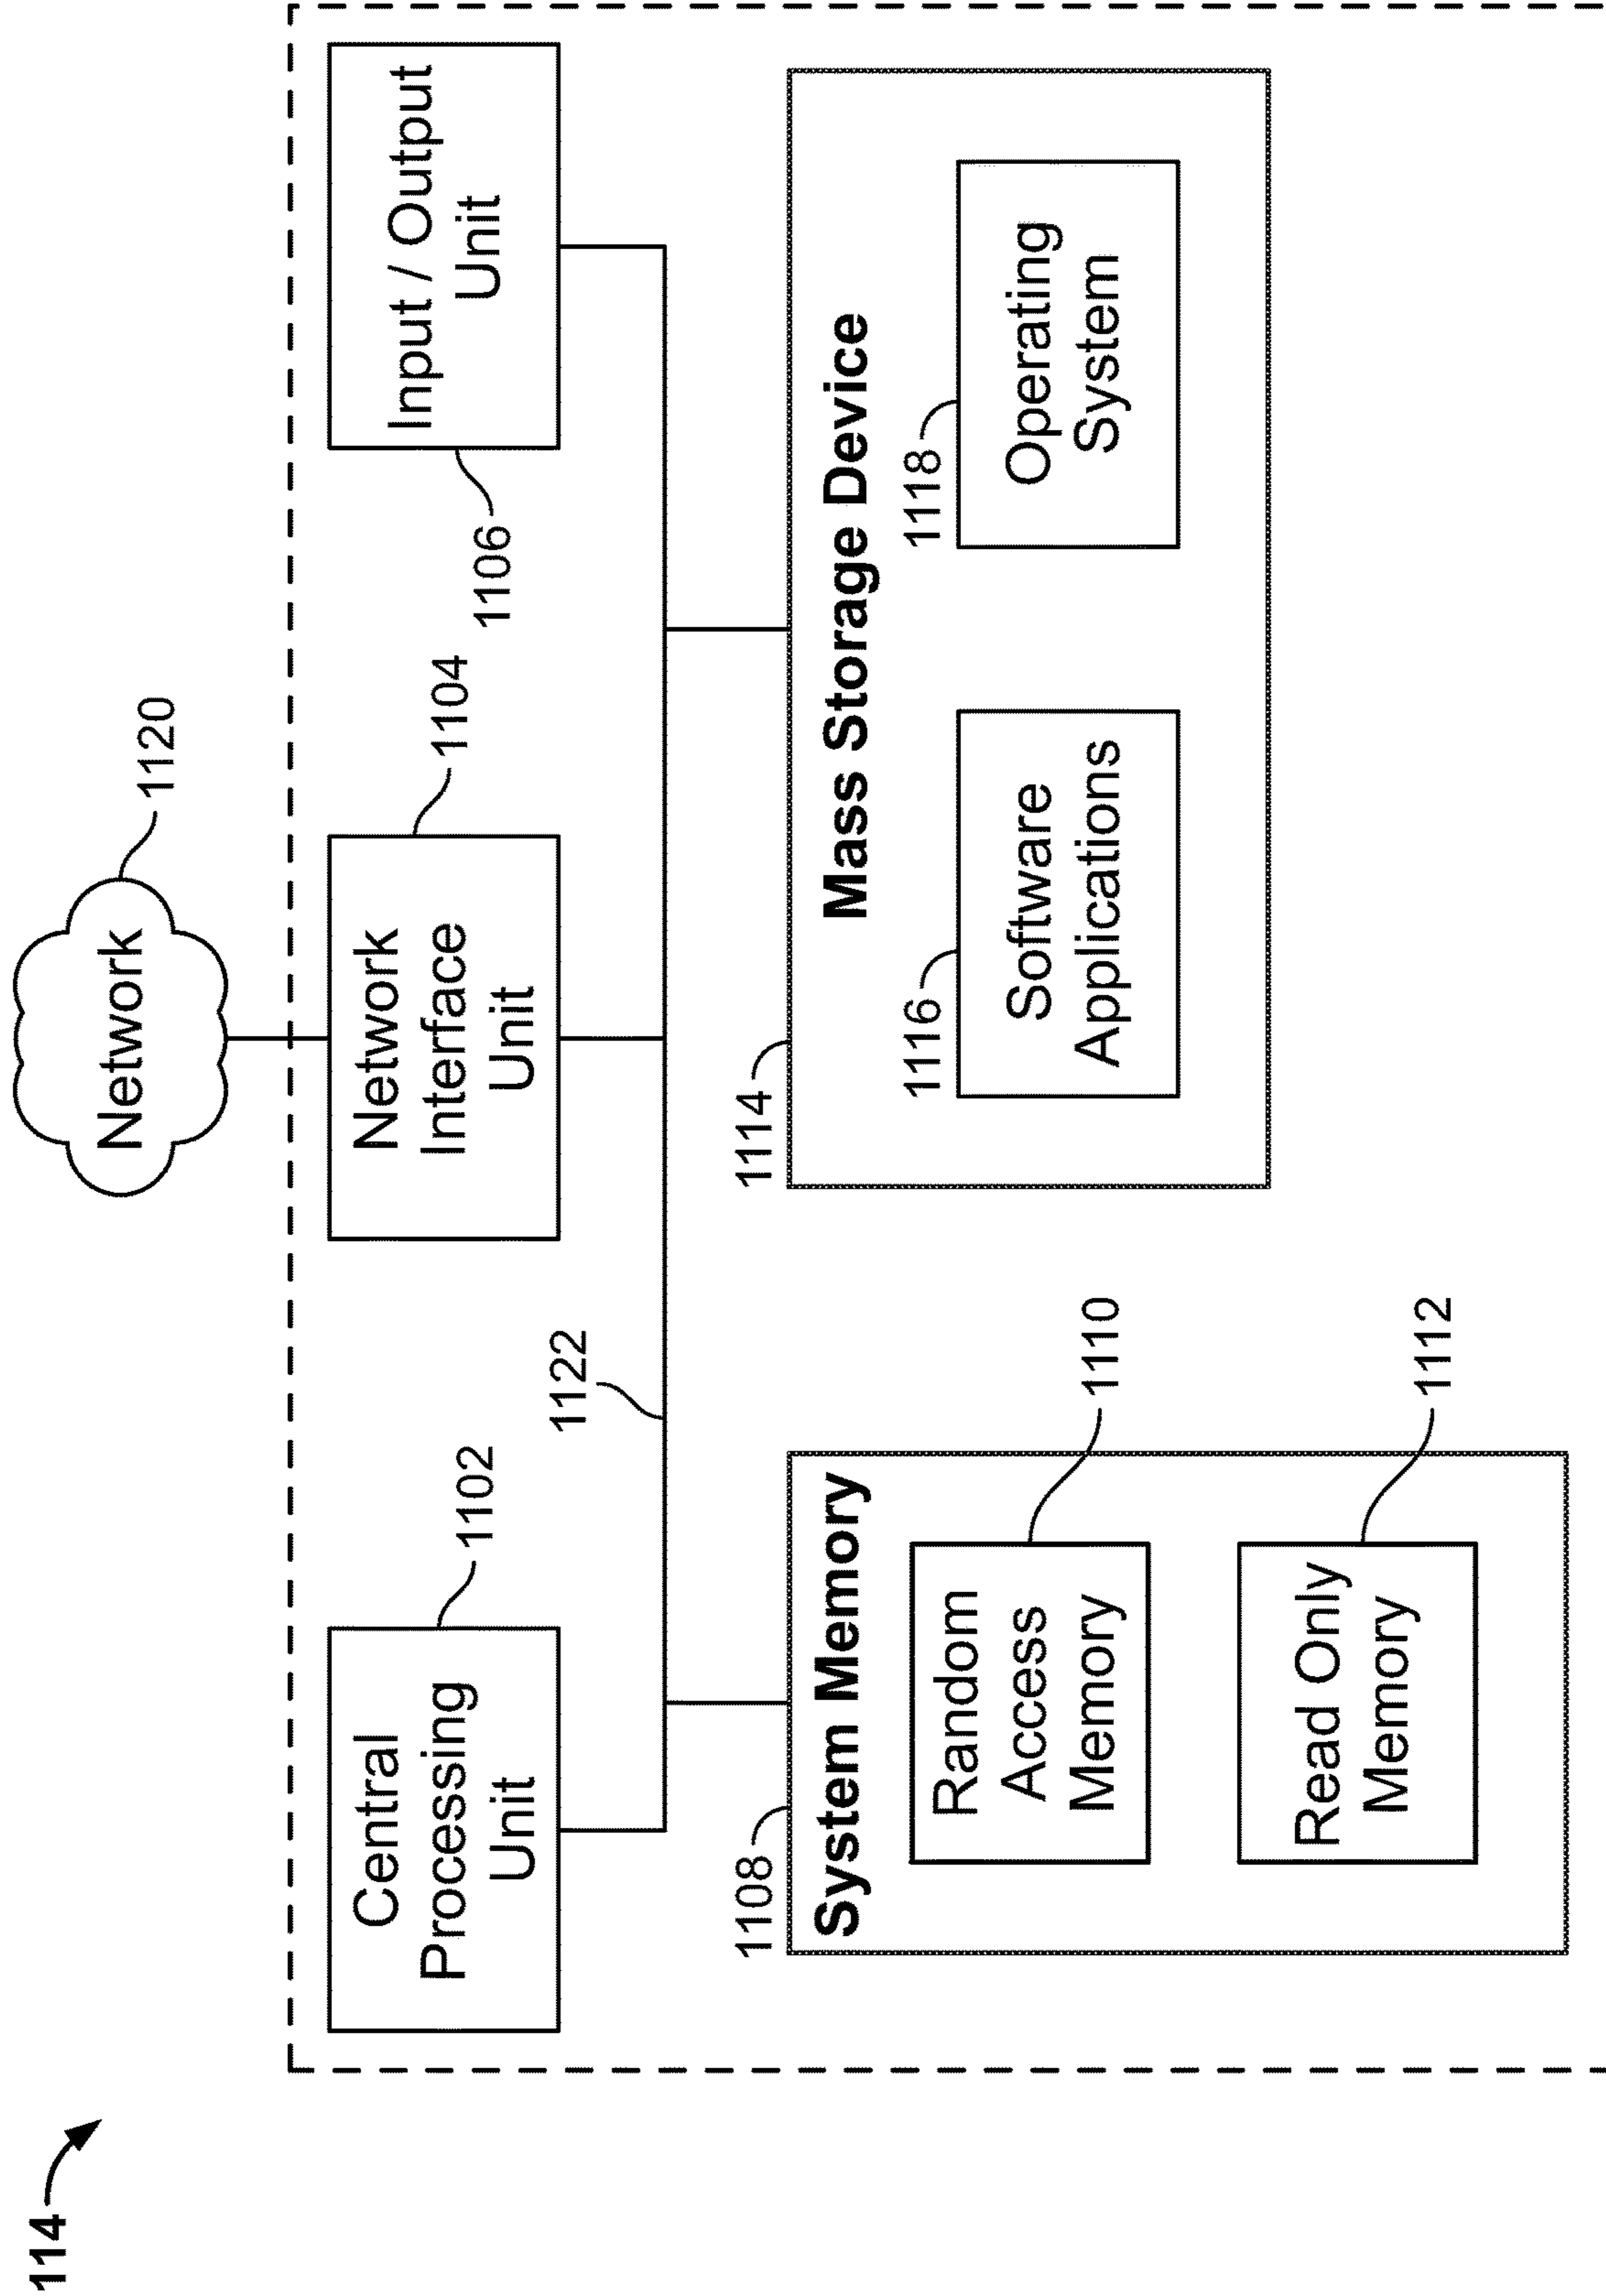 114
Network
1120
Central
Processing
Unit
1102
Network
Interface
Unit
1104
Input / Output
Unit
1106
1122
1108
System Memory
Random
Access
Memory
1110
Read Only
Memory
1112
1114
Mass Storage Device
1116
Software
Applications
1118
Operating
System